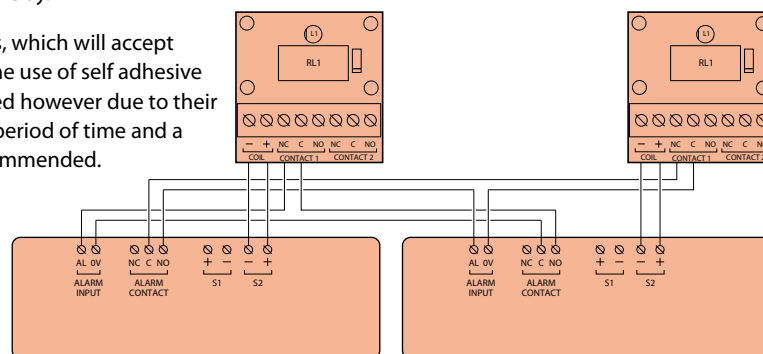 s, which will accept
ne use of self adhesive
ed however due to their
period of time and a
mmended.
L1
RL1
− + NC C NO NC C NO
COIL CONTACT 1 CONTACT 2
L1
RL1
− + NC C NO NC C NO
COIL CONTACT 1 CONTACT 2
AL 0V NC C NO + − − +
ALARM INPUT
ALARM CONTACT
S1 S2
AL 0V NC C NO + − − +
ALARM INPUT
ALARM CONTACT
S1 S2